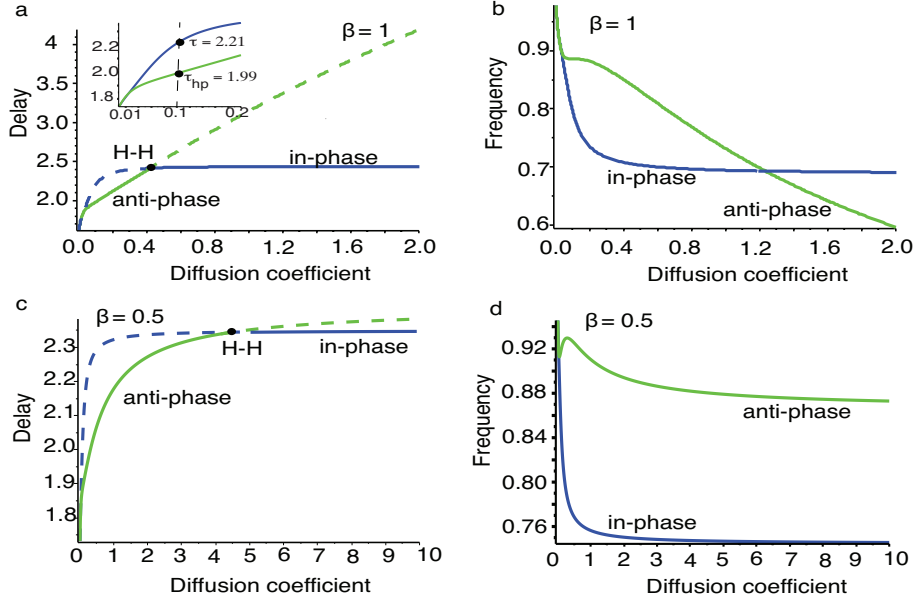 a
β = 1
4
3.5
3.0
2.5
2.0
Delay
2.2
2.0
1.8
τ = 2.21
τhp = 1.99
0.01
0.1
0.2
H-H
in-phase
anti-phase
0.0 0.4 0.8 1.2 1.6 2.0
Diffusion coefficient
b
β = 1
0.9
0.8
0.7
0.6
Frequency
in-phase
anti-phase
0.0 0.4 0.8 1.2 1.6 2.0
Diffusion coefficient
c
β = 0.5
2.3
2.2
2.1
2.0
1.9
1.8
Delay
H-H
in-phase
anti-phase
0 1 2 3 4 5 6 7 8 9 10
Diffusion coefficient
d
β = 0.5
0.92
0.88
0.84
0.80
0.76
Frequency
anti-phase
in-phase
0 1 2 3 4 5 6 7 8 9 10
Diffusion coefficient